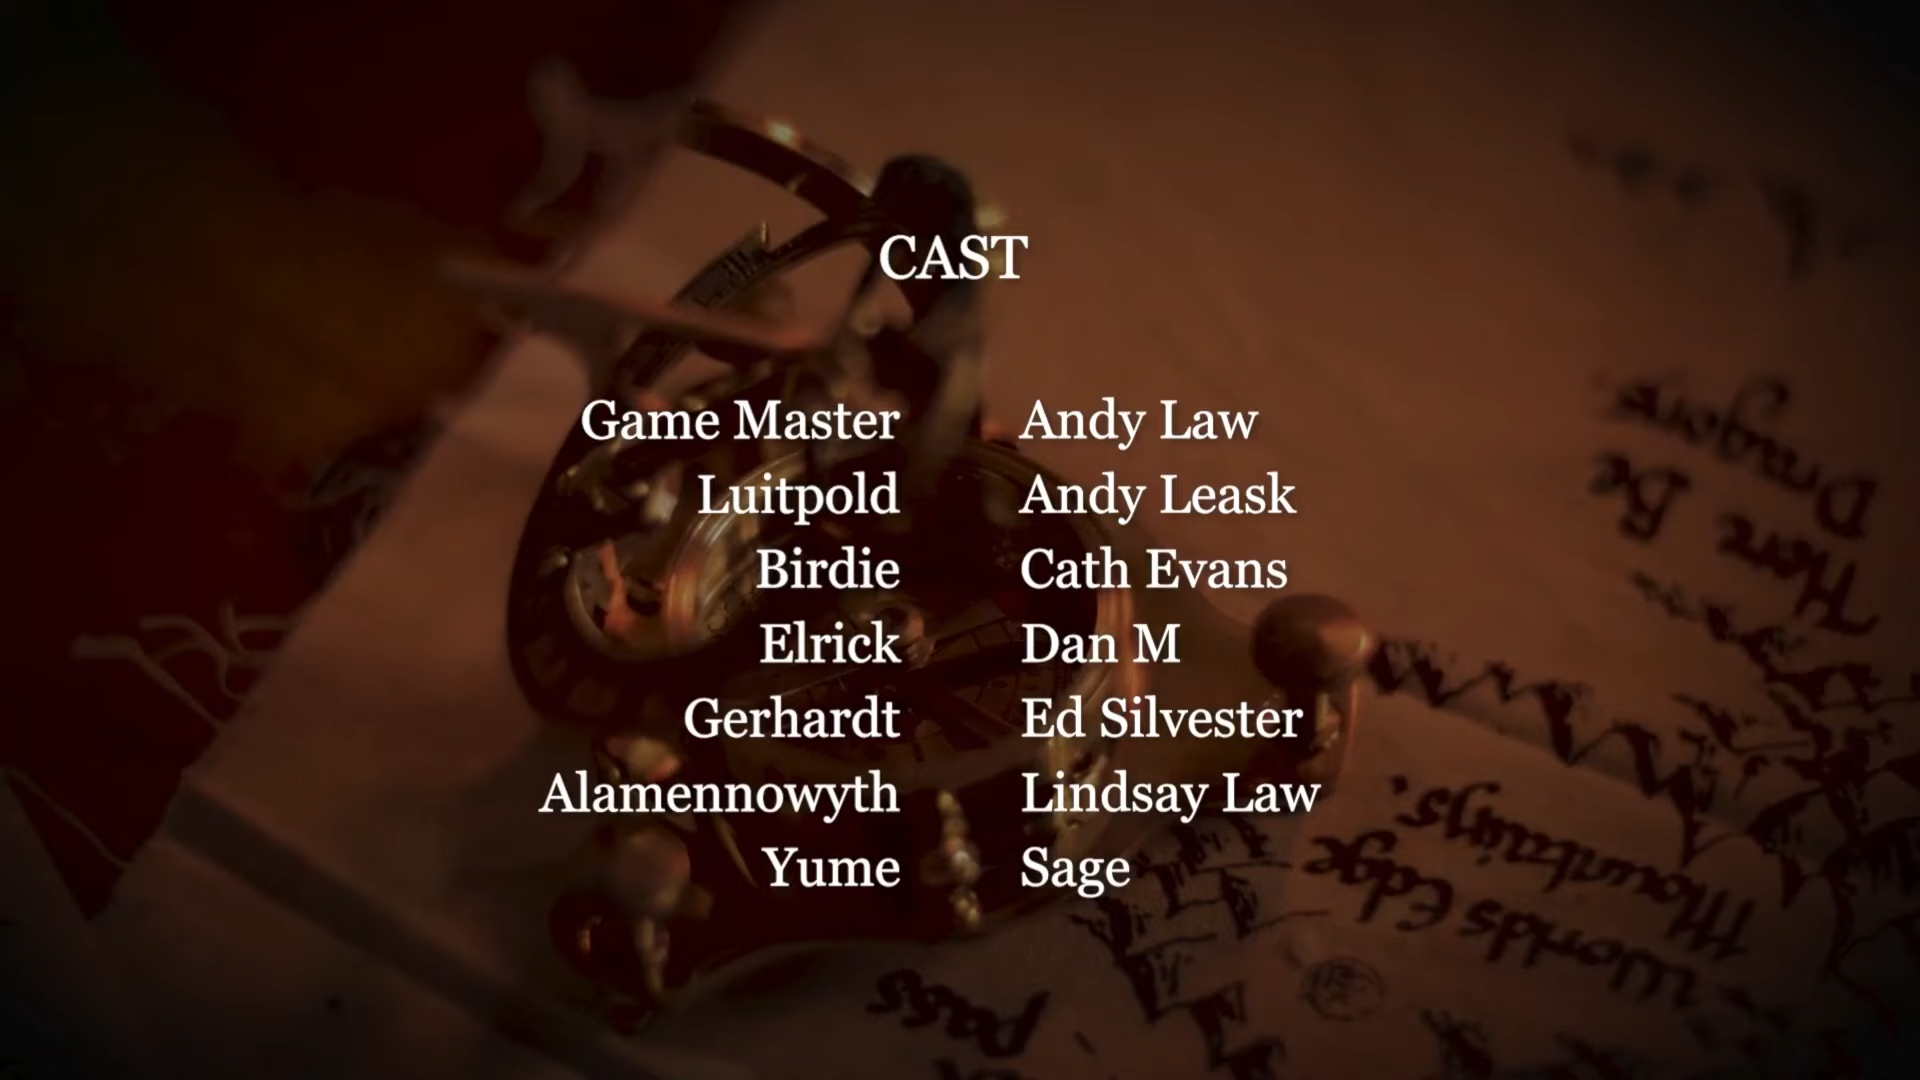 CAST
Game Master Andy Law
Luitpold Andy Leask
Birdie Cath Evans
Elrick Dan M
Gerhardt Ed Silvester
Alamennowyth Lindsay Law
Yume Sage
Here Be
Dragons
Worlds Edge
Mountains.
pass